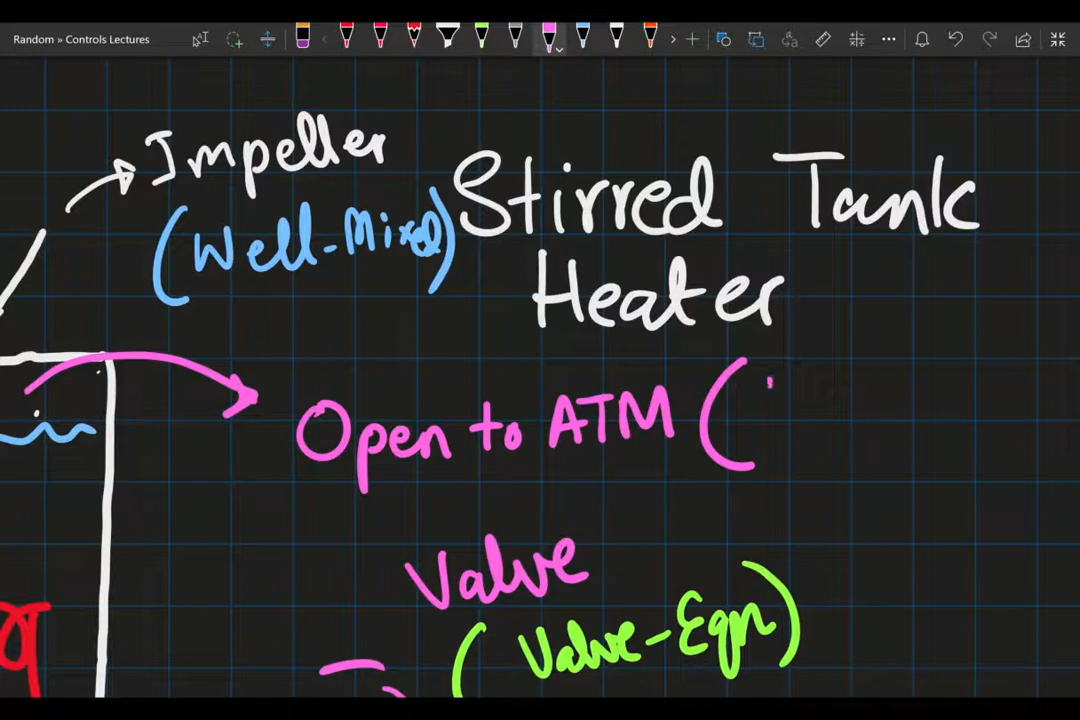 Random » Controls Lectures
Impeller
(Well-Mixed)
Stirred Tank
Heater
Open to ATM (
Valve
(Valve-Eqn)